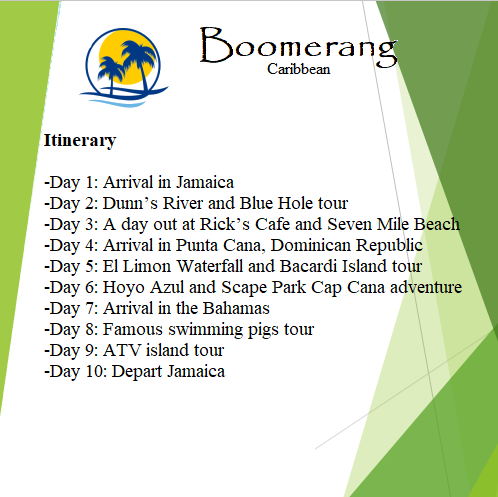 Boomerang
Caribbean
Itinerary
-Day 1: Arrival in Jamaica
-Day 2: Dunn’s River and Blue Hole tour
-Day 3: A day out at Rick’s Cafe and Seven Mile Beach
-Day 4: Arrival in Punta Cana, Dominican Republic
-Day 5: El Limon Waterfall and Bacardi Island tour
-Day 6: Hoyo Azul and Scape Park Cap Cana adventure
-Day 7: Arrival in the Bahamas
-Day 8: Famous swimming pigs tour
-Day 9: ATV island tour
-Day 10: Depart Jamaica